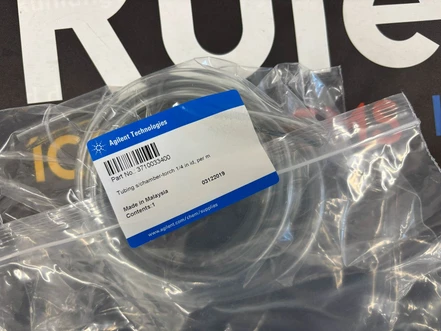 Rule
Agilent Technologies
Part No.: 3710033400
Tubing s/chamber-torch 1/4 in id, per m
Made in Malaysia
03122019
Contents:1
www.agilent.com/chem/supplies